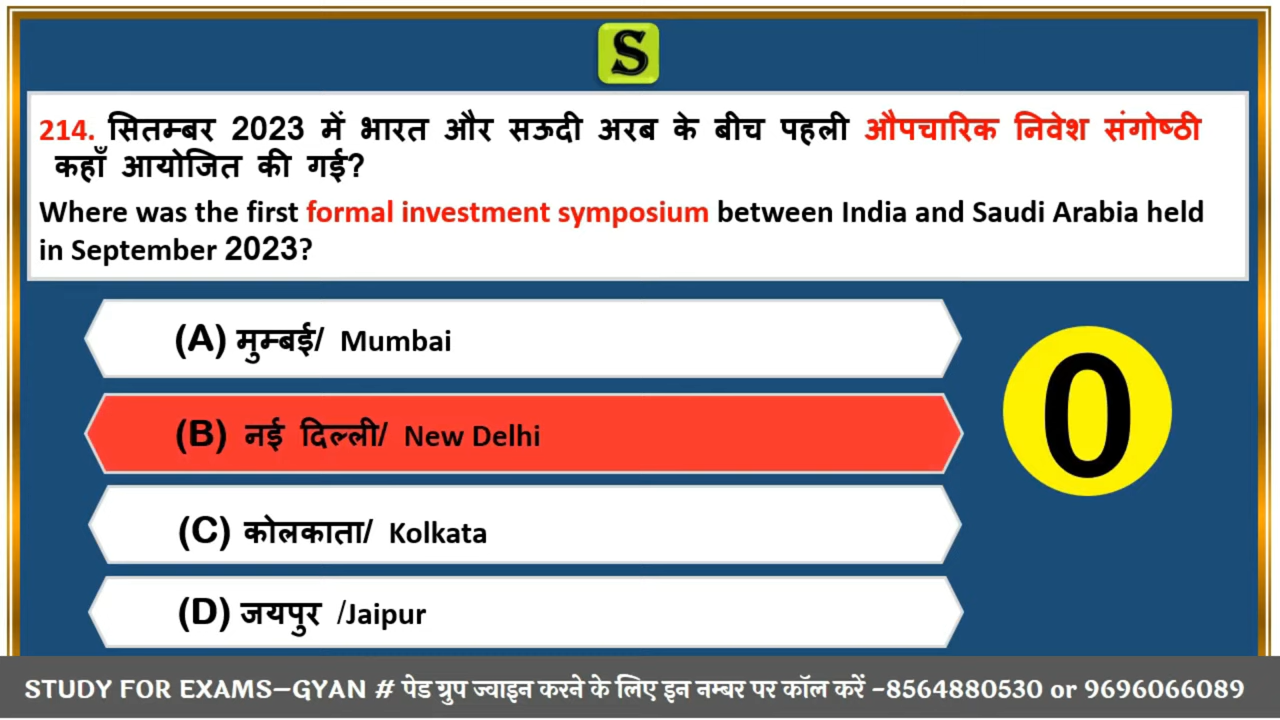 S
214. सितम्बर 2023 में भारत और सऊदी अरब के बीच पहली औपचारिक निवेश संगोष्ठी
कहाँ आयोजित की गई?
Where was the first formal investment symposium between India and Saudi Arabia held
in September 2023?
(A) मुम्बई/ Mumbai
(B) नई दिल्ली/ New Delhi
0
(C) कोलकाता/ Kolkata
(D) जयपुर /Jaipur
STUDY FOR EXAMS–GYAN # पेड ग्रुप ज्वाइन करने के लिए इन नम्बर पर कॉल करें -8564880530 or 9696066089